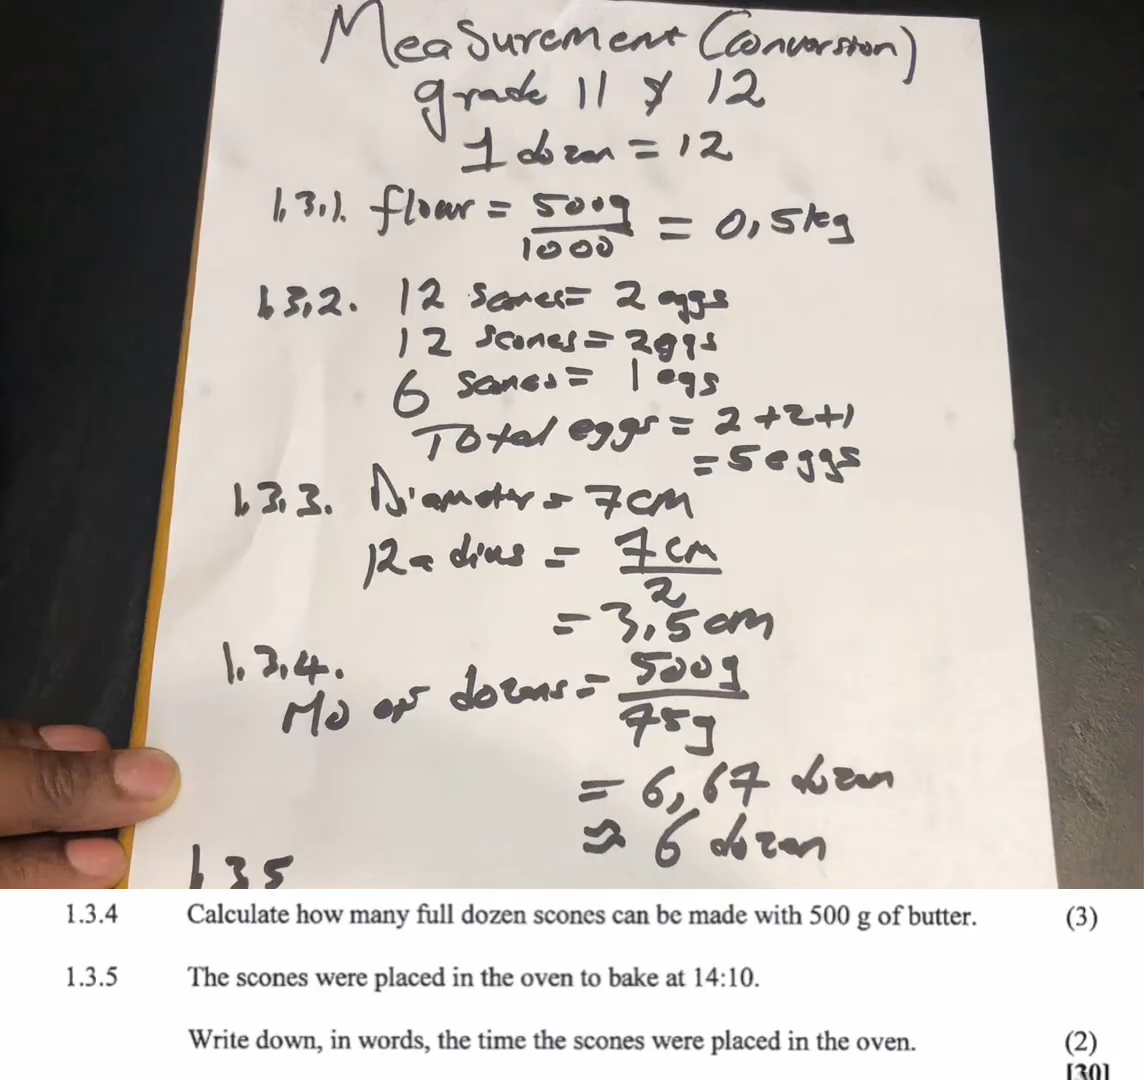 Measurement (Conversion)
grade 11 & 12
1 dozen = 12
1.3.1. flour = 500g / 1000 = 0,5kg
1.3.2. 12 scones = 2 eggs
12 scones = 2 eggs
6 scones = 1 egs
Total eggs = 2 + 2 + 1
= 5 eggs
1.3.3. Diameter = 7cm
Radius = 7cm / 2
= 3,5cm
1.3.4.
No of dozens = 500g / 75g
= 6,67 dozen
≈ 6 dozen
1.3.5
1.3.4 Calculate how many full dozen scones can be made with 500 g of butter. (3)
1.3.5 The scones were placed in the oven to bake at 14:10.
Write down, in words, the time the scones were placed in the oven. (2)
[30]